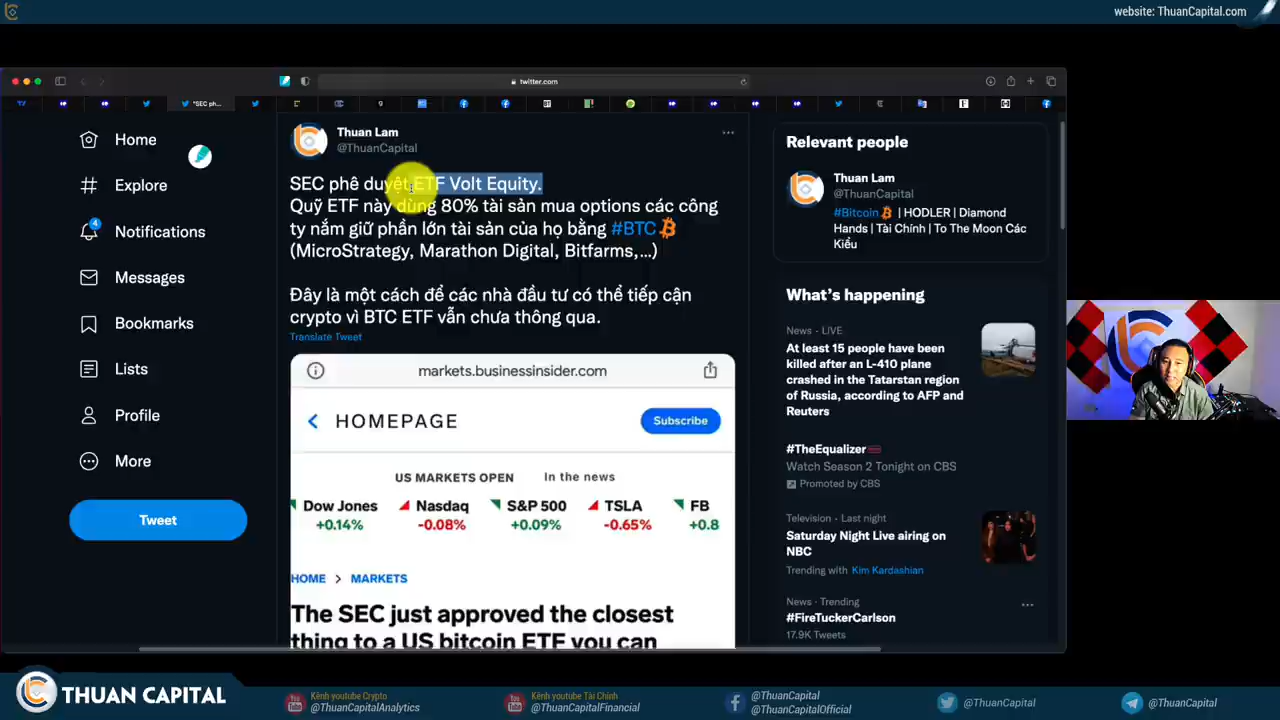 website: ThuanCapital.com
twitter.com
"SEC ph...
Home
Explore
4
Notifications
Messages
Bookmarks
Lists
Profile
More
Tweet
Thuan Lam
@ThuanCapital
SEC phê duyệt ETF Volt Equity.
Quỹ ETF này dùng 80% tài sản mua options các công
ty nắm giữ phần lớn tài sản của họ bằng #BTC
(MicroStrategy, Marathon Digital, Bitfarms,...)
Đây là một cách để các nhà đầu tư có thể tiếp cận
crypto vì BTC ETF vẫn chưa thông qua.
Translate Tweet
markets.businessinsider.com
HOMEPAGE
Subscribe
US MARKETS OPEN In the news
Dow Jones Nasdaq S&P 500 TSLA FB
+0.14% -0.08% +0.09% -0.65% +0.8
HOME > MARKETS
The SEC just approved the closest
thing to a US bitcoin ETF you can
Relevant people
Thuan Lam
@ThuanCapital
#Bitcoin | HODLER | Diamond
Hands | Tài Chính | To The Moon Các
Kiểu
What's happening
News · LIVE
At least 15 people have been
killed after an L-410 plane
crashed in the Tatarstan region
of Russia, according to AFP and
Reuters
#TheEqualizer
Watch Season 2 Tonight on CBS
Promoted by CBS
Television · Last night
Saturday Night Live airing on
NBC
Trending with Kim Kardashian
News · Trending
#FireTuckerCarlson
17.9K Tweets
THUAN CAPITAL
Kênh youtube Crypto
@ThuanCapitalAnalytics
Kênh youtube Tài Chính
@ThuanCapitalFinancial
@ThuanCapital
@ThuanCapitalOfficial
@ThuanCapital
@ThuanCapital